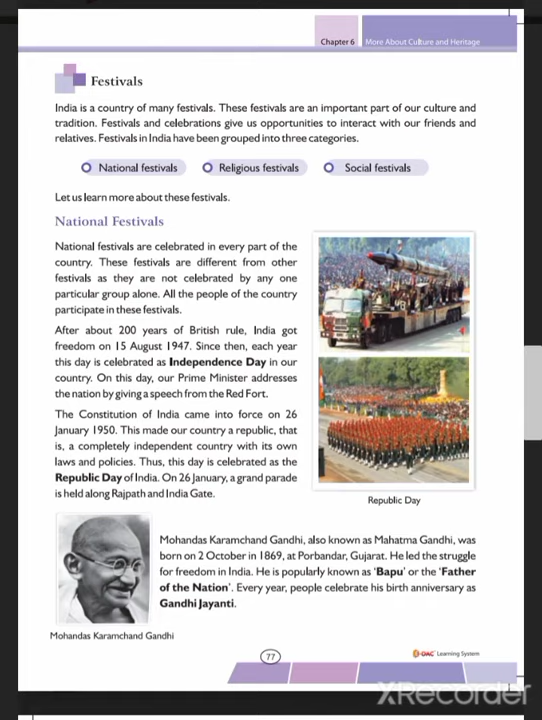 Chapter 6 More About Culture and Heritage
Festivals
India is a country of many festivals. These festivals are an important part of our culture and
tradition. Festivals and celebrations give us opportunities to interact with our friends and
relatives. Festivals in India have been grouped into three categories.
National festivals Religious festivals Social festivals
Let us learn more about these festivals.
National Festivals
National festivals are celebrated in every part of the
country. These festivals are different from other
festivals as they are not celebrated by any one
particular group alone. All the people of the country
participate in these festivals.
After about 200 years of British rule, India got
freedom on 15 August 1947. Since then, each year
this day is celebrated as Independence Day in our
country. On this day, our Prime Minister addresses
the nation by giving a speech from the Red Fort.
The Constitution of India came into force on 26
January 1950. This made our country a republic, that
is, a completely independent country with its own
laws and policies. Thus, this day is celebrated as the
Republic Day of India. On 26 January, a grand parade
is held along Rajpath and India Gate.
Republic Day
Mohandas Karamchand Gandhi, also known as Mahatma Gandhi, was
born on 2 October in 1869, at Porbandar, Gujarat. He led the struggle
for freedom in India. He is popularly known as ‘Bapu’ or the ‘Father
of the Nation’. Every year, people celebrate his birth anniversary as
Gandhi Jayanti.
Mohandas Karamchand Gandhi
77
Learning System
XRecorder